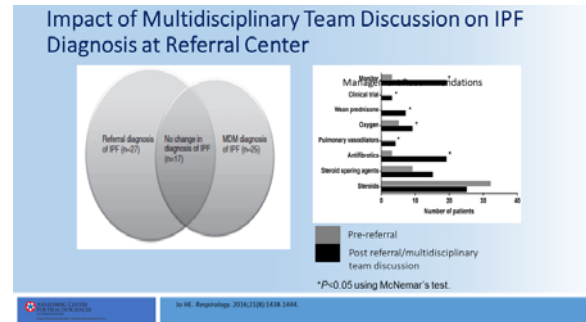 Impact of Multidisciplinary Team Discussion on IPF
Diagnosis at Referral Center
Referral diagnosis
of IPF (n=27)
No change in
diagnosis of IPF
(n=17)
MDM diagnosis
of IPF (n=25)
Management Recommendations
Monitor
*
Clinical trial
*
Wean prednisone
*
Oxygen
*
Pulmonary vasodilators
*
Antifibrotics
*
Steroid sparing agents
Steroids
0
10
20
30
40
Number of patients
Pre-referral
Post referral/multidisciplinary
team discussion
*P<0.05 using McNemar's test.
Jo HE. Respirology. 2016;21(8):1438-1444.